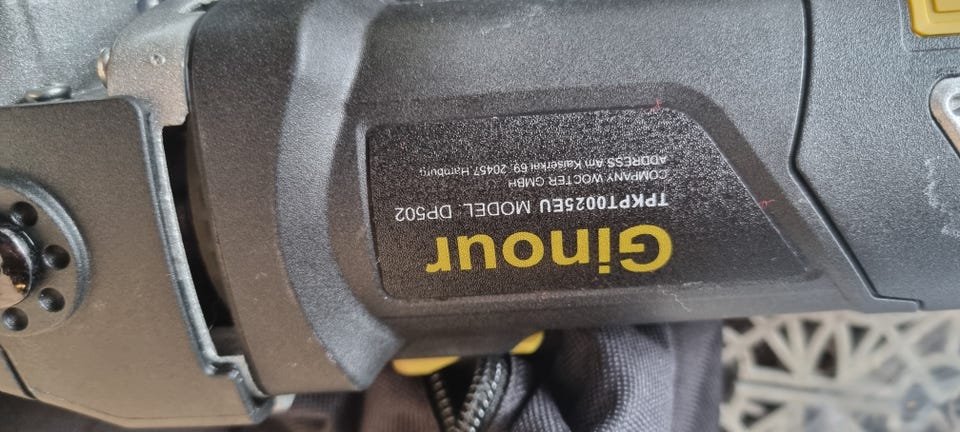 Ginour
TPKPT0025EU MODEL: DP502
COMPANY WOCTER GMBH
ADDRESS Am Kaiserkai 69, 20457 Hamburg